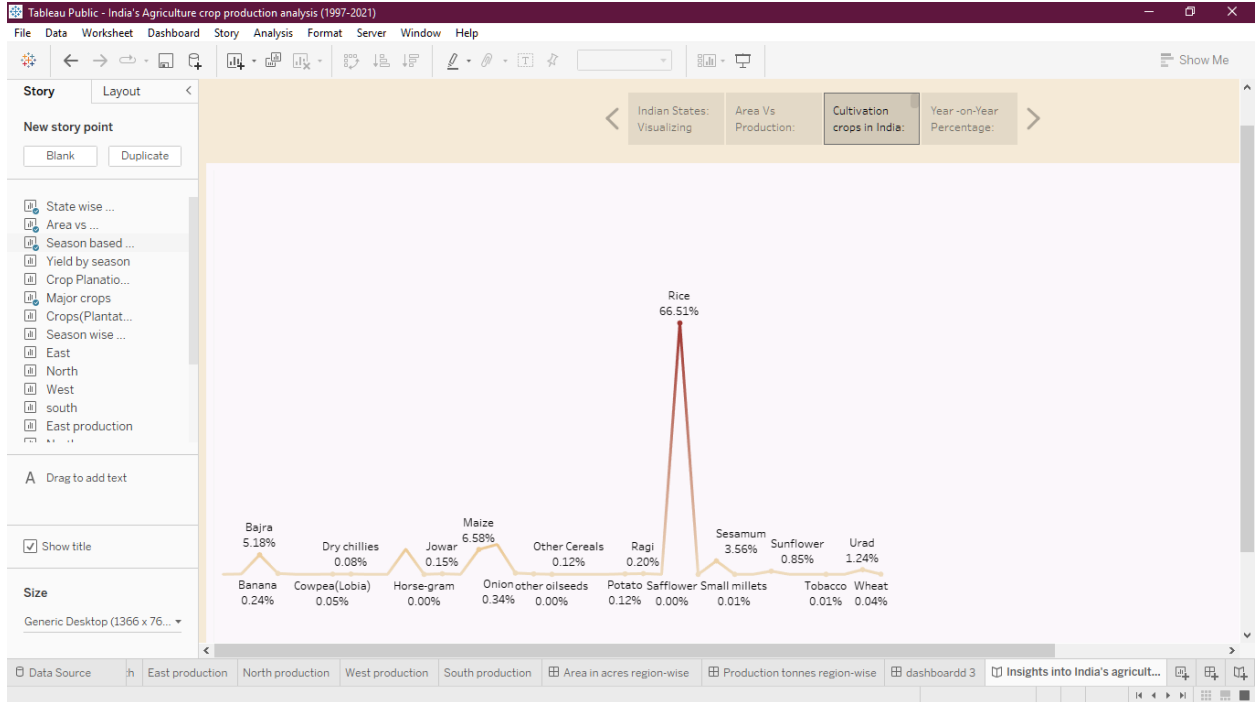 Tableau Public - India's Agriculture crop production analysis (1997-2021)
File Data Worksheet Dashboard Story Analysis Format Server Window Help
Show Me
Story Layout
New story point
Blank Duplicate
State wise ...
Area vs ...
Season based ...
Yield by season
Crop Planatio...
Major crops
Crops(Plantat...
Season wise ...
East
North
West
south
East production
A Drag to add text
Show title
Size
Generic Desktop (1366 x 76...
Indian States: Visualizing
Area Vs Production:
Cultivation crops in India:
Year -on-Year Percentage:
Rice
66.51%
Bajra
5.18%
Dry chillies
0.08%
Jowar
0.15%
Maize
6.58%
Other Cereals
0.12%
Ragi
0.20%
Sesamum
3.56%
Sunflower
0.85%
Urad
1.24%
Banana
0.24%
Cowpea(Lobia)
0.05%
Horse-gram
0.00%
Onion
0.34%
other oilseeds
0.00%
Potato
0.12%
Safflower
0.00%
Small millets
0.01%
Tobacco
0.01%
Wheat
0.04%
Data Source East production North production West production South production Area in acres region-wise Production tonnes region-wise dashboardd 3 Insights into India's agricult...